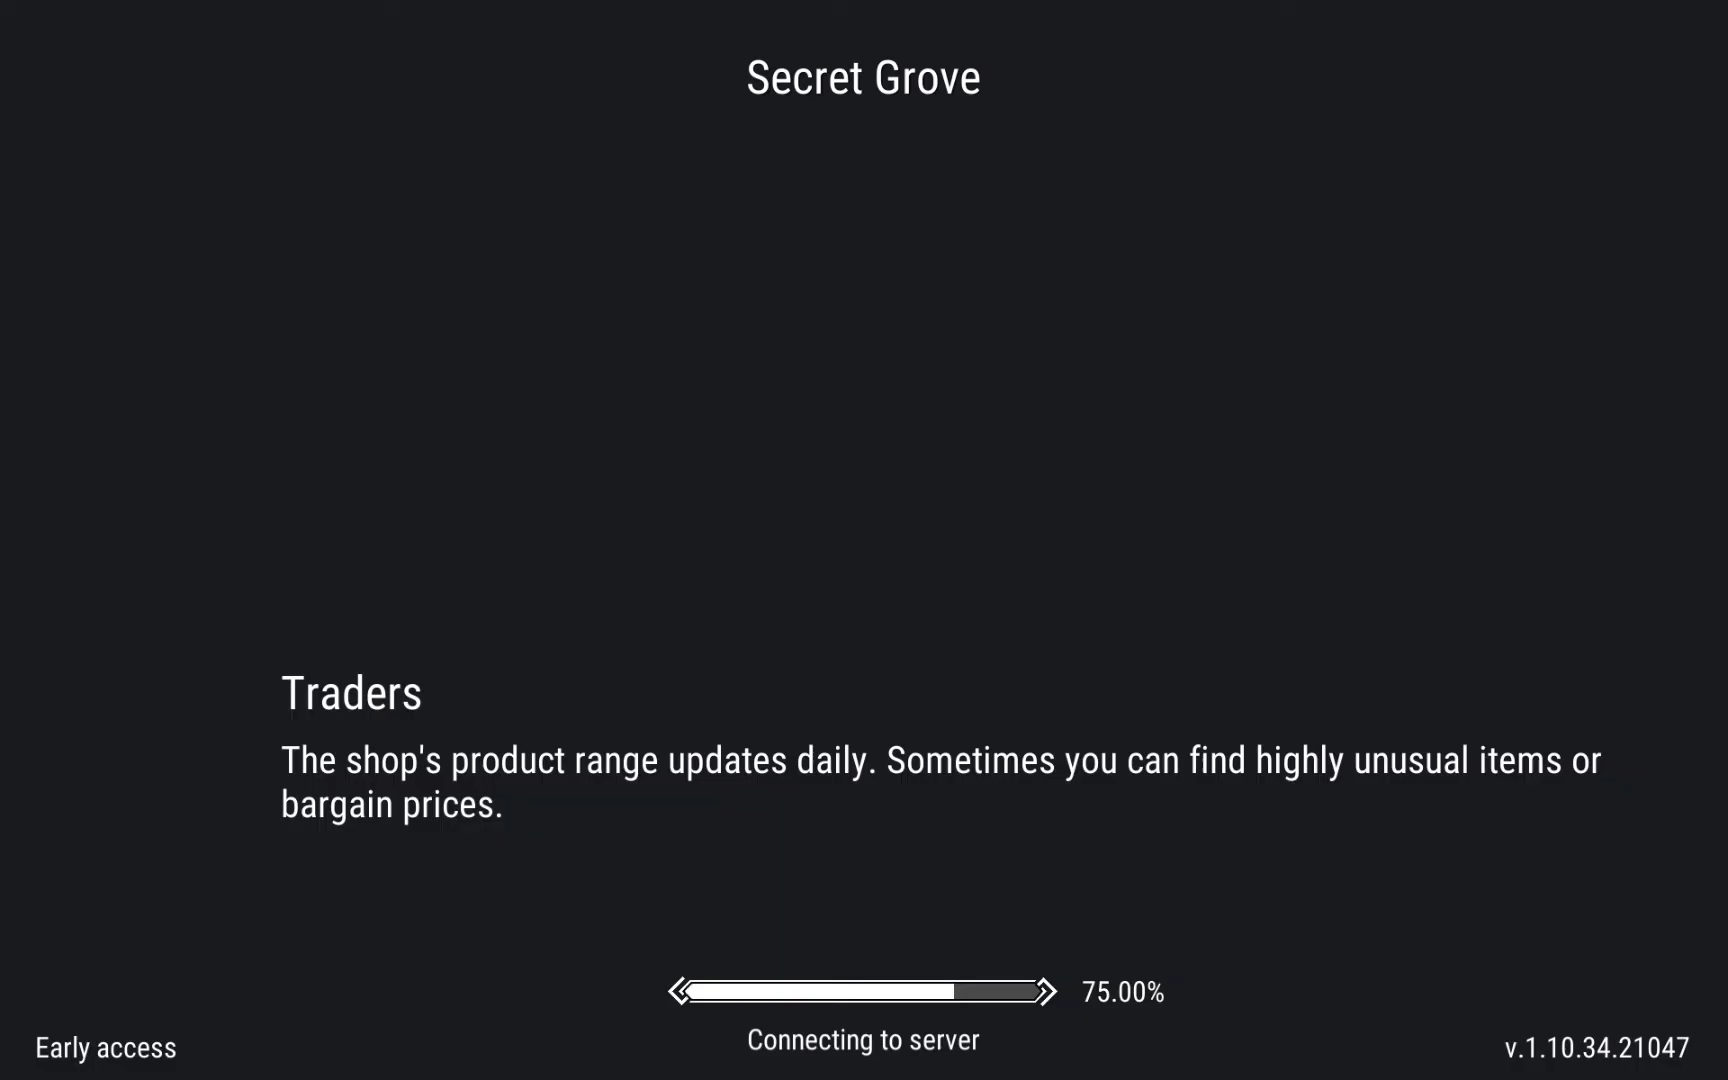 Secret Grove
Traders
The shop's product range updates daily. Sometimes you can find highly unusual items or
bargain prices.
75.00%
Connecting to server
Early access
v.1.10.34.21047